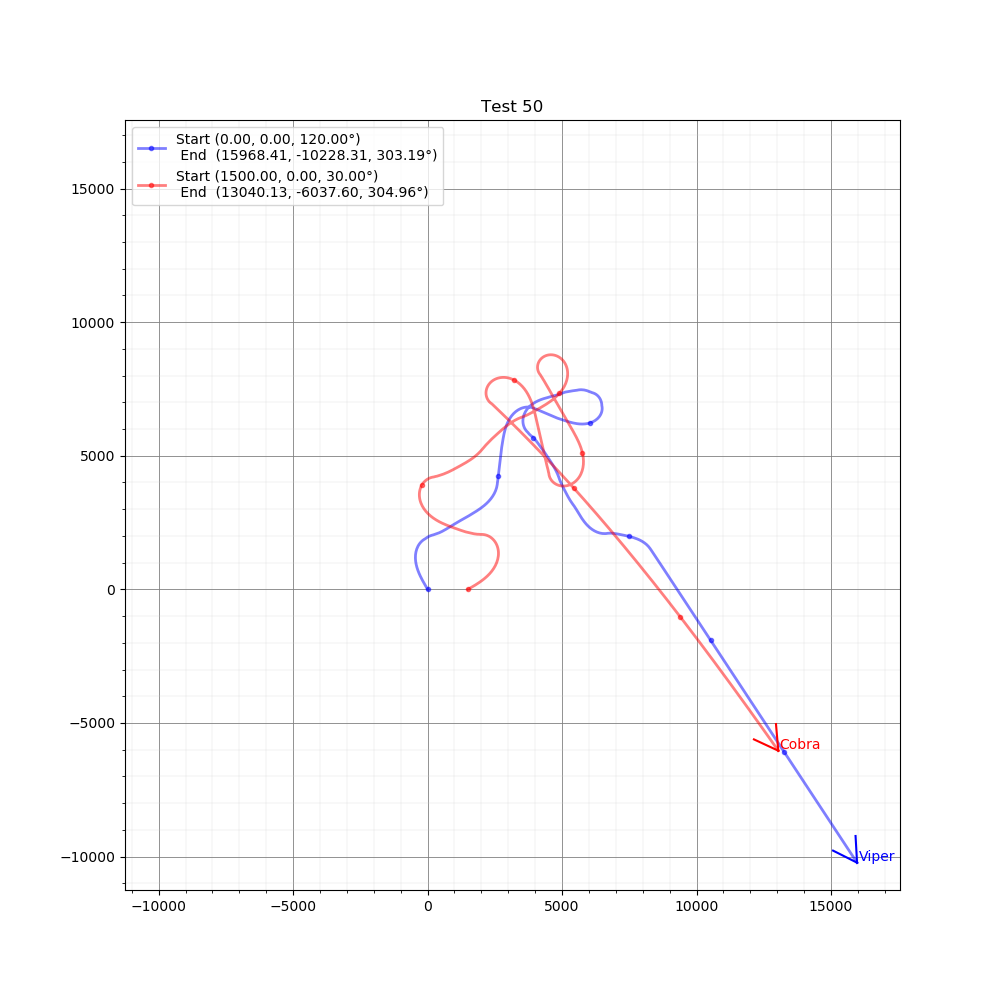 Test 50
Start (0.00, 0.00, 120.00°)
End  (15968.41, -10228.31, 303.19°)
Start (1500.00, 0.00, 30.00°)
End  (13040.13, -6037.60, 304.96°)
15000
10000
5000
0
−5000
−10000
Cobra
Viper
−10000
−5000
0
5000
10000
15000